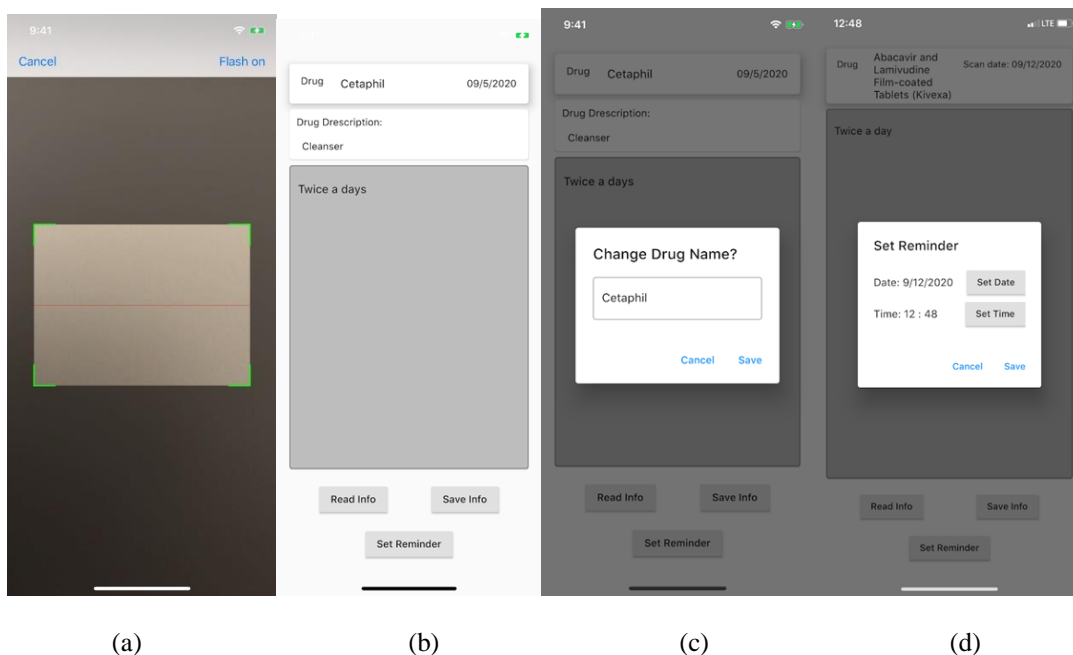 9:41
Cancel Flash on
Drug Cetaphil 09/5/2020
Drug Drescription:
Cleanser
Twice a days
Read Info Save Info
Set Reminder
9:41
Drug Cetaphil 09/5/2020
Drug Drescription:
Cleanser
Twice a days
Change Drug Name?
Cetaphil
Cancel Save
Read Info Save Info
Set Reminder
12:48 LTE
Drug Abacavir and Scan date: 09/12/2020
Lamivudine
Film-coated
Tablets (Kivexa)
Twice a day
Set Reminder
Date: 9/12/2020 Set Date
Time: 12 : 48 Set Time
Cancel Save
Read Info Save Info
Set Reminder
(a) (b) (c) (d)